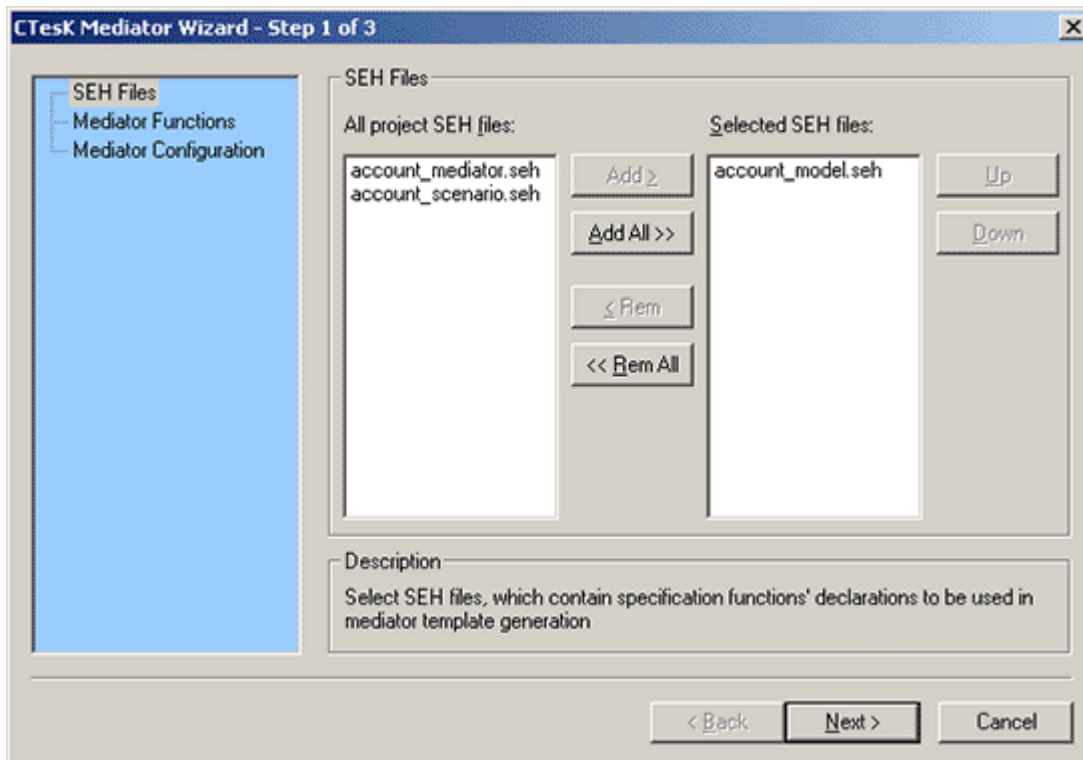 CTesK Mediator Wizard - Step 1 of 3
SEH Files
Mediator Functions
Mediator Configuration
SEH Files
All project SEH files:
account_mediator.seh
account_scenario.seh
Add >
Add All >>
< Rem
<< Rem All
Selected SEH files:
account_model.seh
Up
Down
Description
Select SEH files, which contain specification functions' declarations to be used in
mediator template generation
< Back
Next >
Cancel